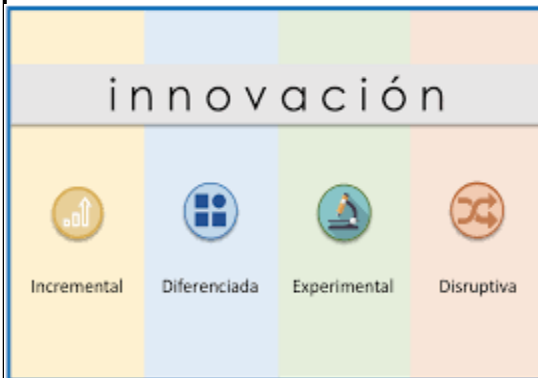 innovación
Incremental
Diferenciada
Experimental
Disruptiva